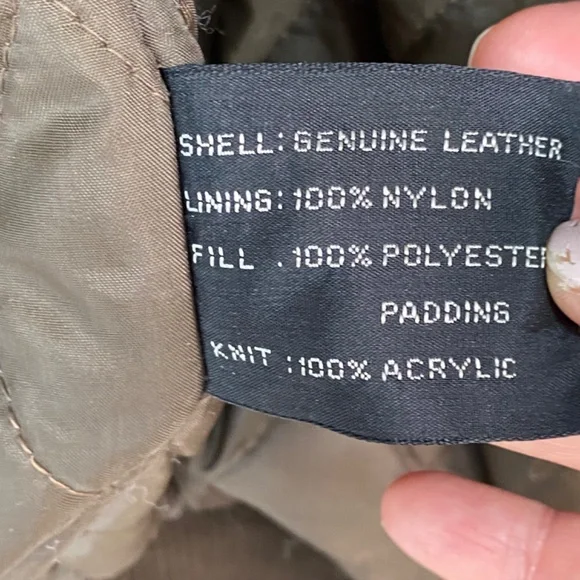 SHELL: GENUINE LEATHER
LINING: 100% NYLON
FILL : 100% POLYESTER
PADDING
KNIT : 100% ACRYLIC